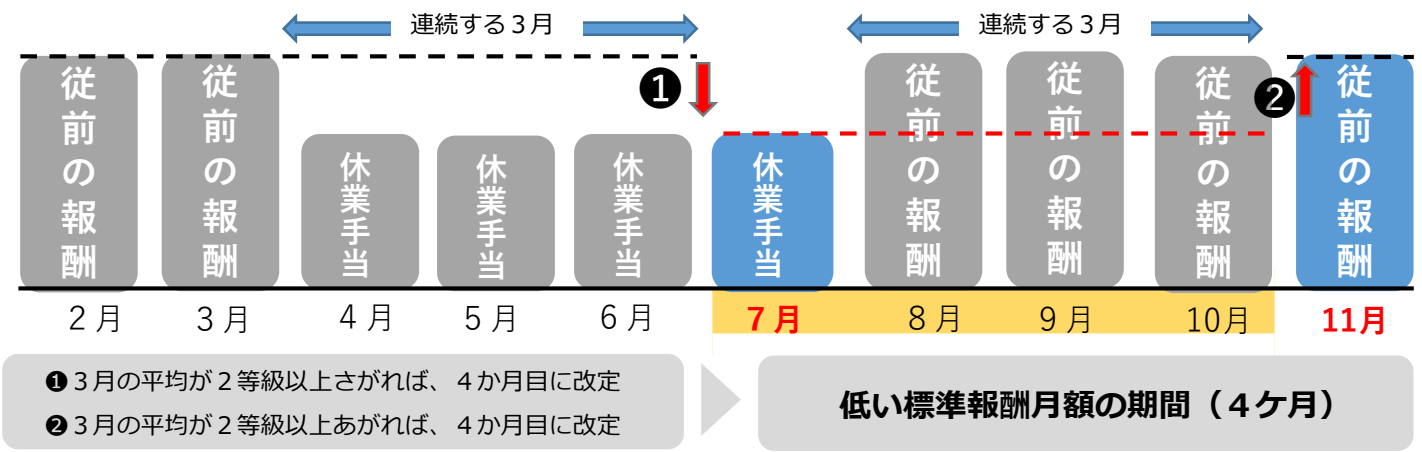 連続する３月
連続する３月
❶
❷
従前の報酬
従前の報酬
休業手当
休業手当
休業手当
休業手当
従前の報酬
従前の報酬
従前の報酬
従前の報酬
２月
３月
４月
５月
６月
７月
８月
９月
10月
11月
❶３月の平均が２等級以上さがれば、４か月目に改定
❷３月の平均が２等級以上あがれば、４か月目に改定
低い標準報酬月額の期間（４ケ月）